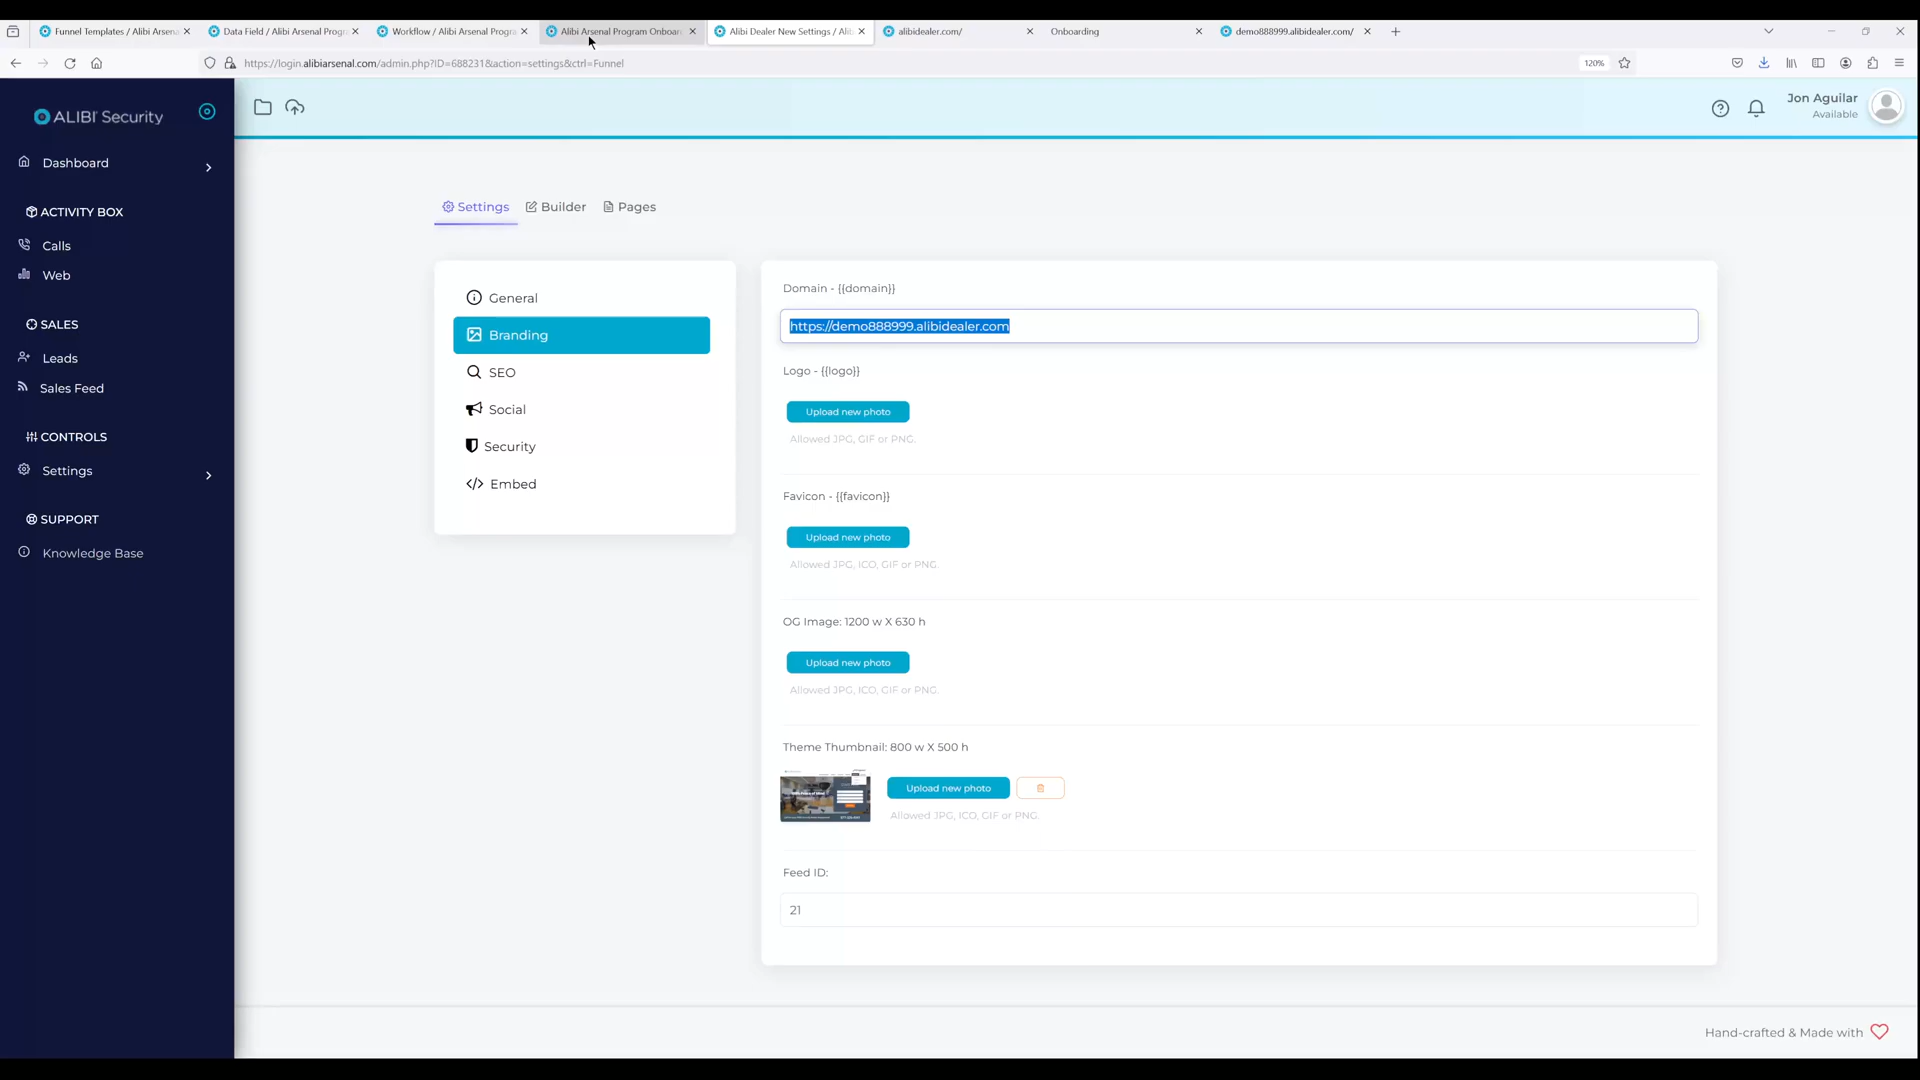 Funnel Templates / Alibi Arsena
Data Field / Alibi Arsenal Progr
Workflow / Alibi Arsenal Progra
Alibi Arsenal Program Onboar
Alibi Dealer New Settings / Ali
alibidealer.com/
Onboarding
demo888999.alibidealer.com/
https://login.alibiarsenal.com/admin.php?ID=688231&action=settings&ctrl=Funnel
120%
ALIBI Security
Jon Aguilar
Available
Dashboard
ACTIVITY BOX
Calls
Web
SALES
Leads
Sales Feed
CONTROLS
Settings
SUPPORT
Knowledge Base
Settings
Builder
Pages
General
Branding
SEO
Social
Security
Embed
Domain - {{domain}}
https://demo888999.alibidealer.com
Logo - {{logo}}
Upload new photo
Allowed JPG, GIF or PNG.
Favicon - {{favicon}}
Upload new photo
Allowed JPG, ICO, GIF or PNG.
OG Image: 1200 w X 630 h
Upload new photo
Allowed JPG, ICO, GIF or PNG.
Theme Thumbnail: 800 w X 500 h
Upload new photo
Allowed JPG, ICO, GIF or PNG.
Feed ID:
21
Hand-crafted & Made with